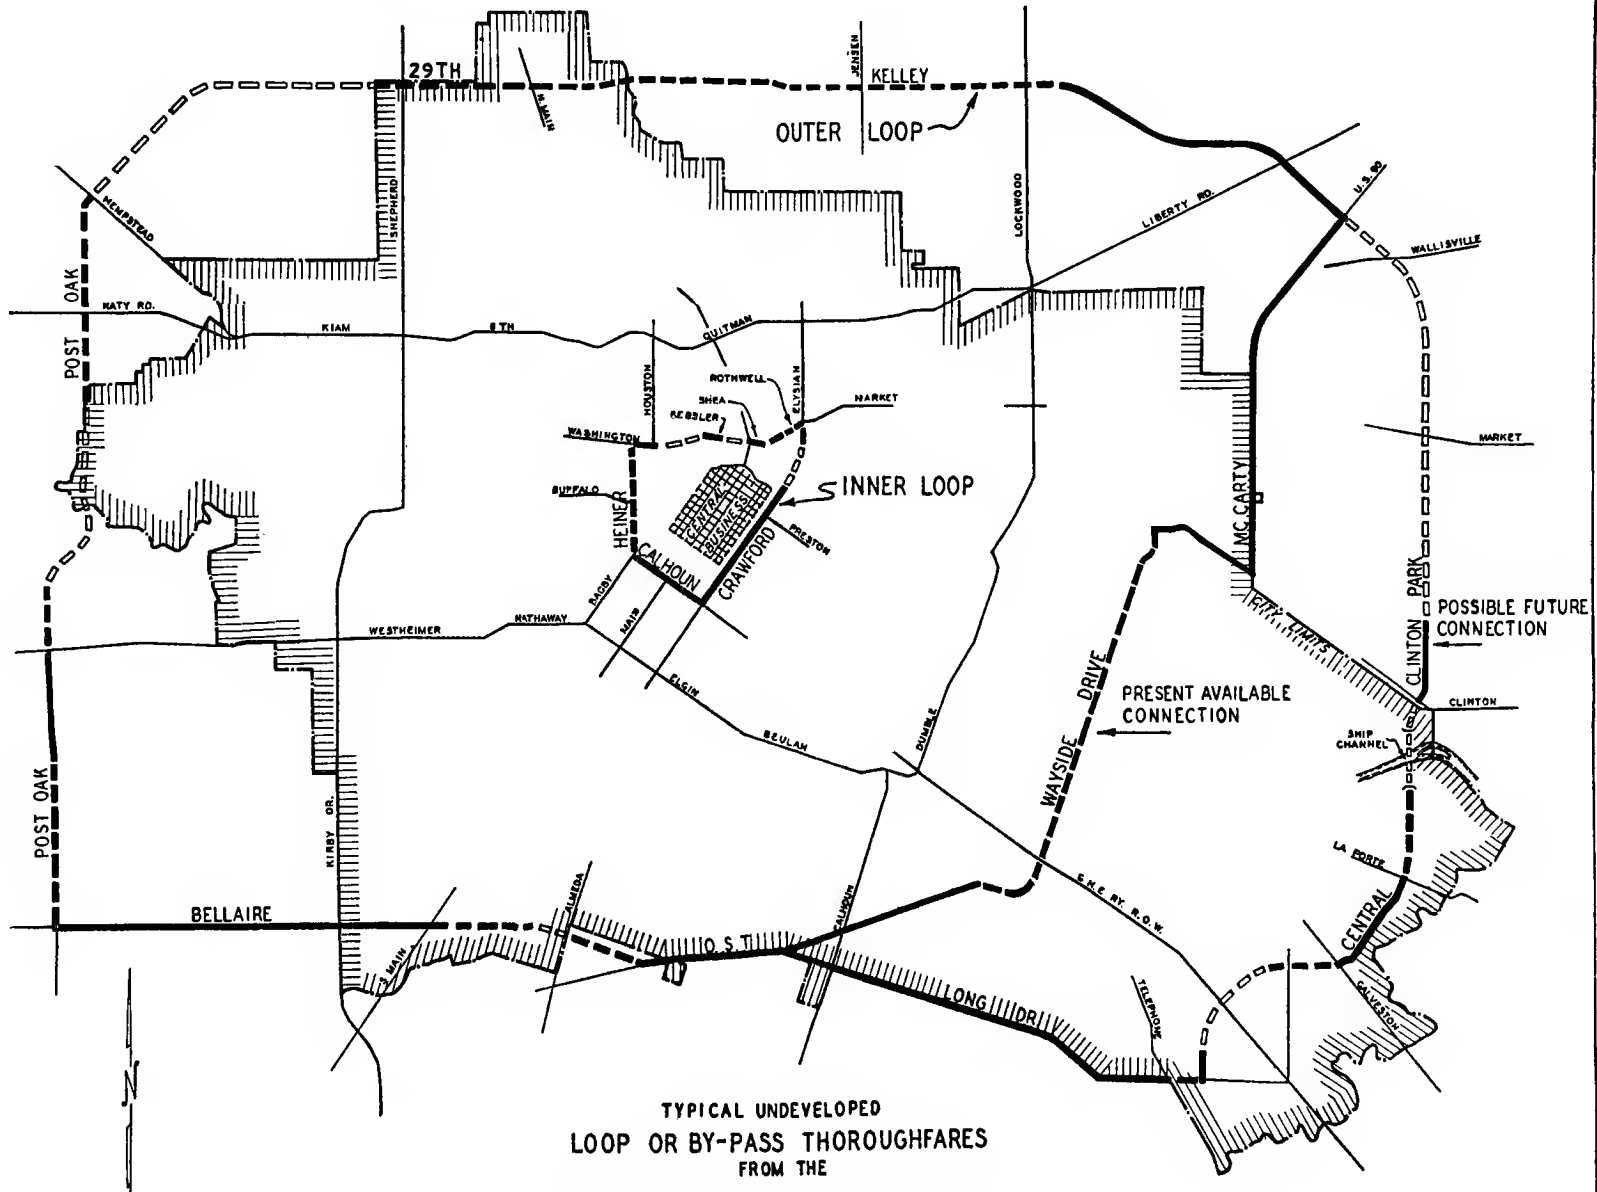 29TH
N. MAIN
JENSEN
KELLEY
OUTER LOOP
SHEPHERD
LOCKWOOD
LIBERTY RD.
U.S. 90
WALLISVILLE
HEMPSTEAD
POST OAK
KATY RD.
KIAM
6 TH
QUITMAN
HOUSTON
ROTHWELL
ELYSIAN
SHEA
MARKET
WASHINGTON
MARKET
BUFFALO
HEINER
CENTRAL
BUSINESS
INNER LOOP
PRESTON
CALHOUN
CRAWFORD
MC CARTY
BAGBY
MAIN
CITY LIMITS
CLINTON PARK
POSSIBLE FUTURE
CONNECTION
WESTHEIMER
HATHAWAY
ELGIN
BEULAH
DUMBLE
WAYSIDE DRIVE
PRESENT AVAILABLE
CONNECTION
CLINTON
SHIP
CHANNEL
POST OAK
KIRBY DR.
LA PORTE
BELLAIRE
ALMEDA
CALHOUN
G.H.E. RY. R.O.W.
CENTRAL
S. MAIN
O.S.T.
LONG DR.
TELEPHONE
GALVESTON
N
TYPICAL UNDEVELOPED
LOOP OR BY-PASS THOROUGHFARES
FROM THE